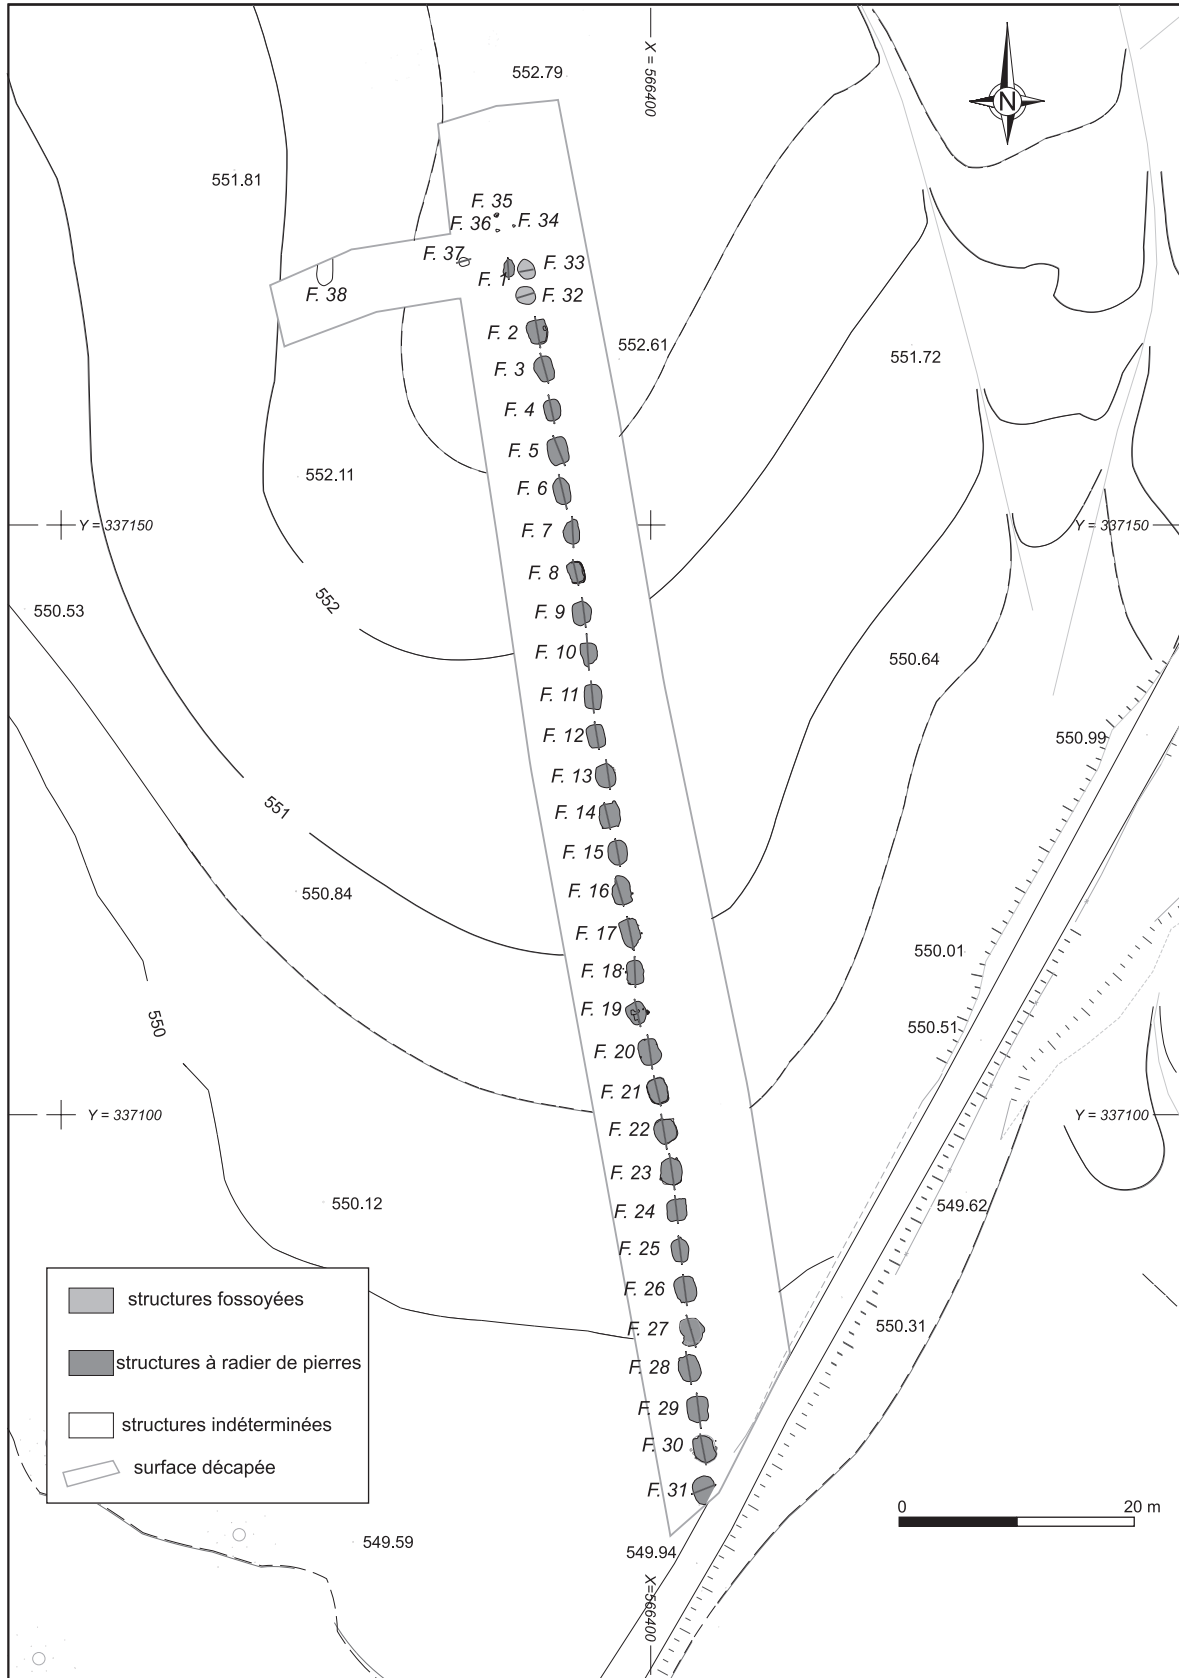 X = 566400
552.79
N
551.81
F. 35
F. 36
F. 34
F. 37
F. 1
F. 33
F. 38
F. 32
F. 2
552.61
551.72
F. 3
F. 4
F. 5
552.11
F. 6
Y = 337150
F. 7
Y = 337150
F. 8
552
F. 9
550.53
F. 10
550.64
F. 11
F. 12
550.99
F. 13
551
F. 14
F. 15
550.84
F. 16
F. 17
550.01
F. 18
F. 19
550
550.51
F. 20
F. 21
Y = 337100
Y = 337100
F. 22
F. 23
550.12
F. 24
549.62
F. 25
F. 26
structures fossoyées
F. 27
550.31
structures à radier de pierres
F. 28
F. 29
structures indéterminées
F. 30
surface décapée
F. 31
0
20 m
549.59
549.94
X=566400